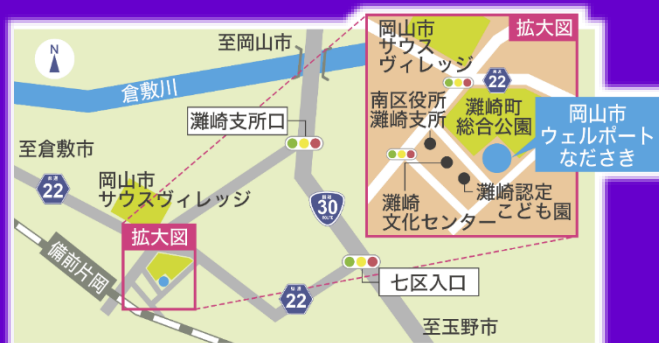 N
至岡山市
倉敷川
灘崎支所口
至倉敷市
22
岡山市
サウスヴィレッジ
拡大図
備前片岡
30
22
七区入口
至玉野市
拡大図
岡山市
サウス
ヴィレッジ
22
南区役所
灘崎支所
灘崎町
総合公園
岡山市
ウェルポート
なださき
灘崎
文化センター
灘崎認定
こども園